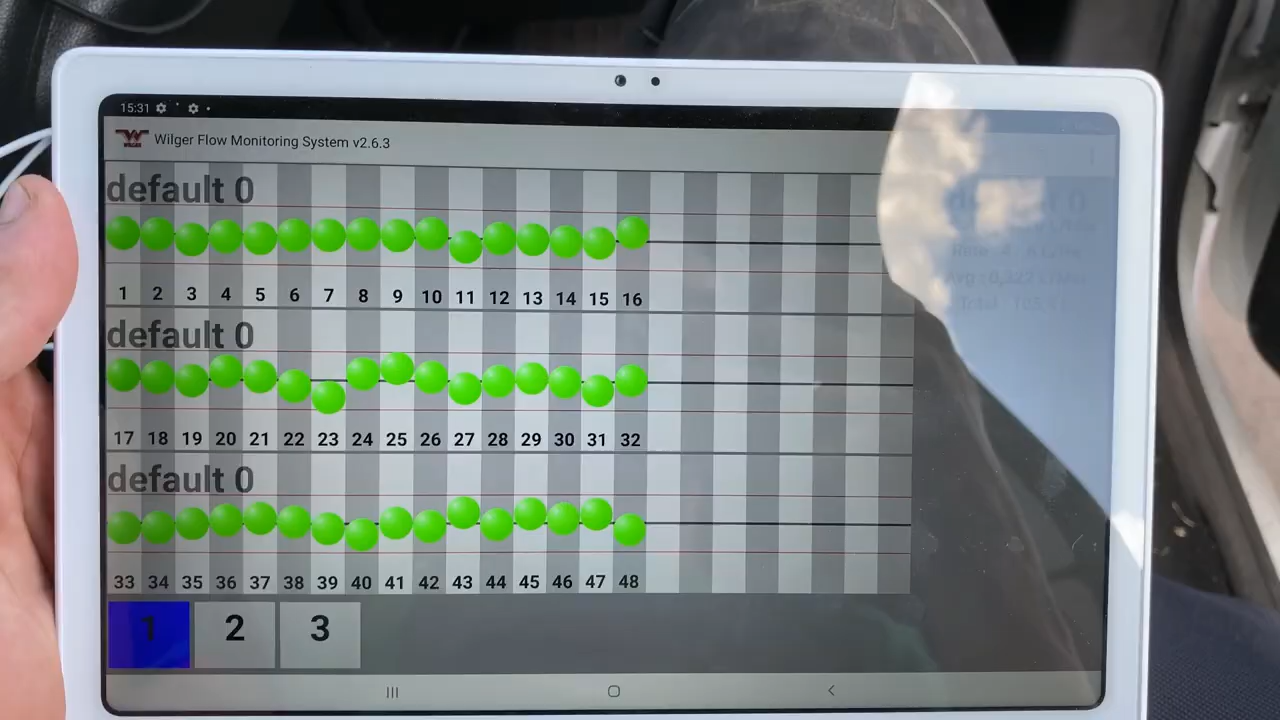 15:31
WILGER Wilger Flow Monitoring System v2.6.3
default 0
1 2 3 4 5 6 7 8 9 10 11 12 13 14 15 16
default 0
17 18 19 20 21 22 23 24 25 26 27 28 29 30 31 32
default 0
33 34 35 36 37 38 39 40 41 42 43 44 45 46 47 48
1 2 3